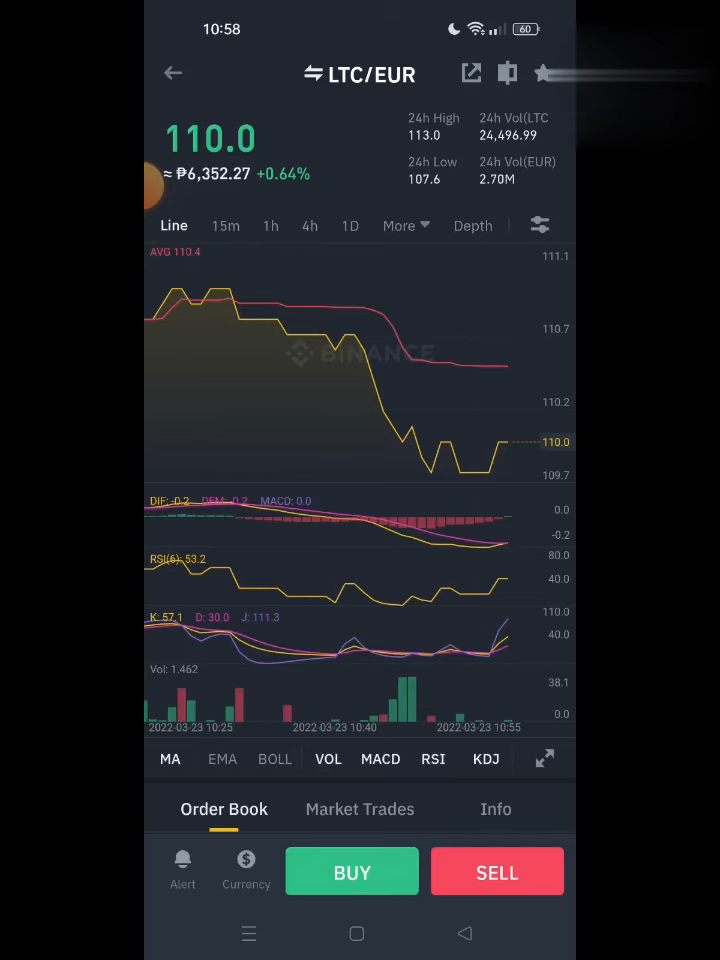 10:58
60
LTC/EUR
110.0
≈ ₱6,352.27 +0.64%
24h High
113.0
24h Vol(LTC
24,496.99
24h Low
107.6
24h Vol(EUR)
2.70M
Line 15m 1h 4h 1D More Depth
AVG 110.4
111.1
110.7
BINANCE
110.2
110.0
109.7
DIF: -0.2 DEM: -0.2 MACD: 0.0
0.0
-0.2
RSI(6): 53.2
80.0
40.0
K: 57.1 D: 30.0 J: 111.3
110.0
40.0
Vol: 1.462
38.1
0.0
2022-03-23 10:25 2022-03-23 10:40 2022-03-23 10:55
MA EMA BOLL VOL MACD RSI KDJ
Order Book Market Trades Info
Alert Currency BUY SELL